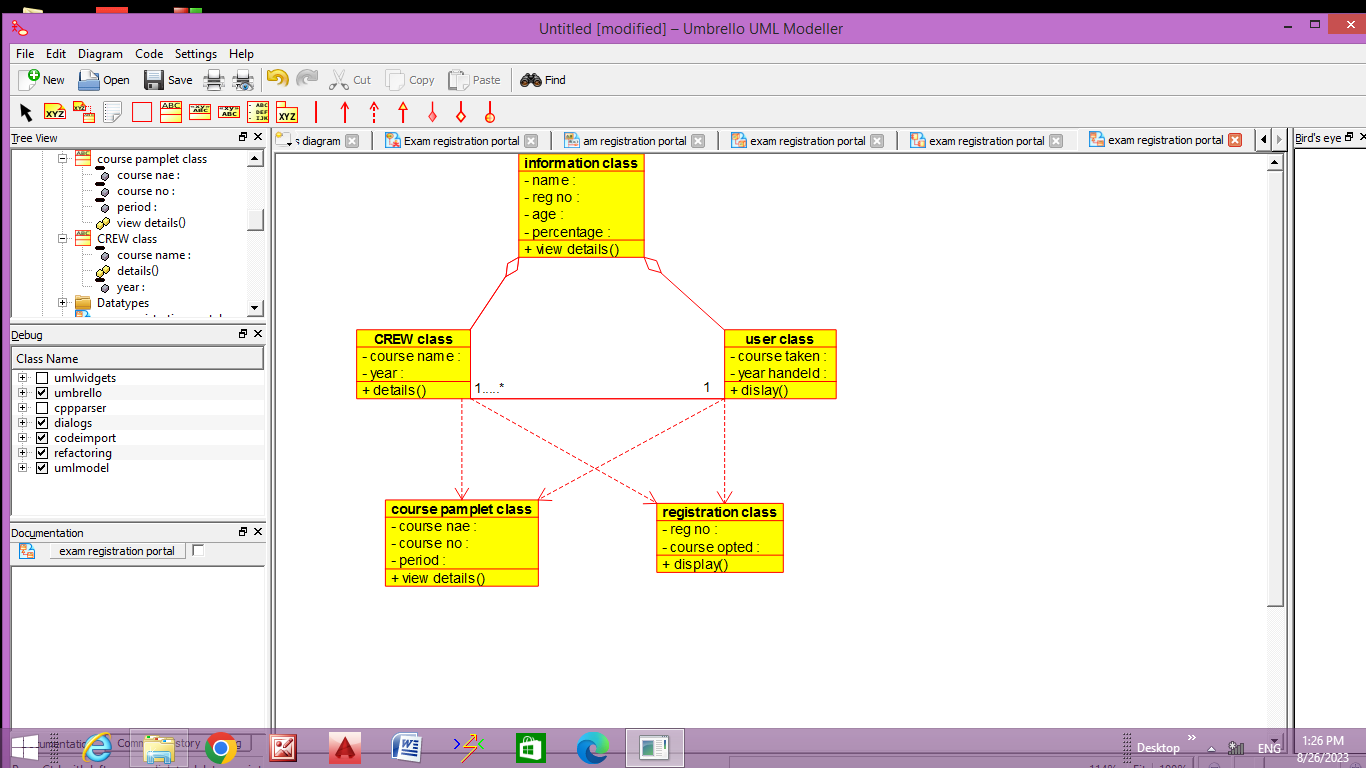 Untitled [modified] – Umbrello UML Modeller
File Edit Diagram Code Settings Help
New Open Save Cut Copy Paste Find
Tree View
s diagram
Exam registration portal
am registration portal
exam registration portal
exam registration portal
exam registration portal
Bird's eye
course pamplet class
course nae :
course no :
period :
view details()
CREW class
course name :
details()
year :
Datatypes
Debug
Class Name
umlwidgets
umbrello
cppparser
dialogs
codeimport
refactoring
umlmodel
Documentation
exam registration portal
information class
- name :
- reg no :
- age :
- percentage :
+ view details()
CREW class
- course name :
- year :
+ details()
1.....*
1
user class
- course taken :
- year handeld :
+ dislay()
course pamplet class
- course nae :
- course no :
- period :
+ view details()
registration class
- reg no :
- course opted :
+ display()
Desktop
ENG
1:26 PM
8/26/2023